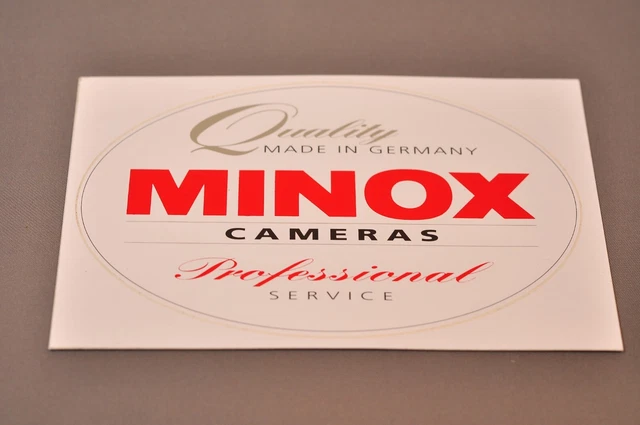 Quality
MADE IN GERMANY
MINOX
CAMERAS
Professional
SERVICE